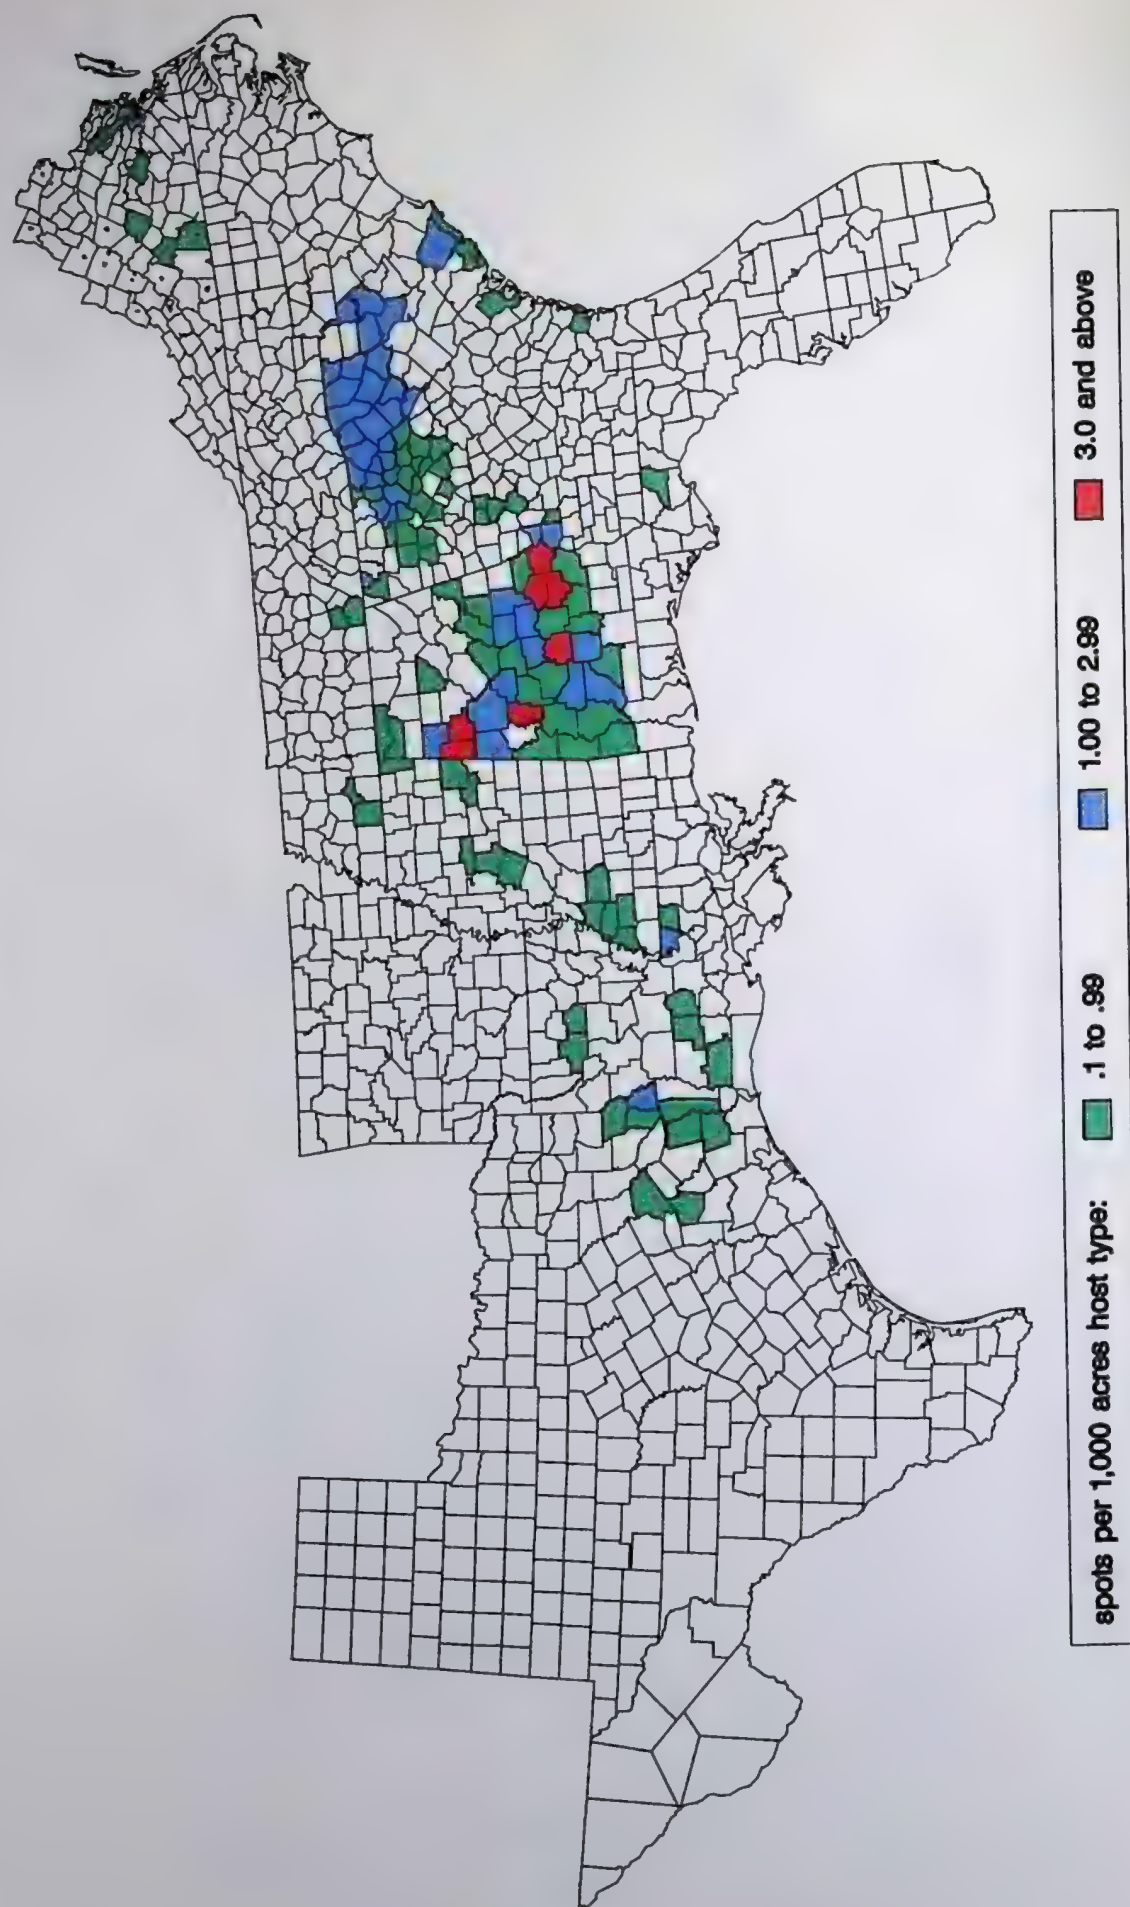 spots per 1,000 acres host type: .1 to .99 1.00 to 2.99 3.0 and above